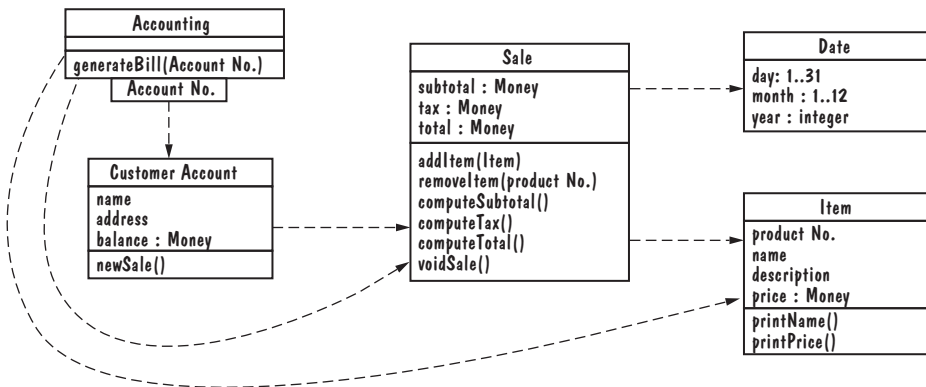 Accounting
generateBill(Account No.)
Account No.
Customer Account
name
address
balance : Money
newSale()
Sale
subtotal : Money
tax : Money
total : Money
addItem(Item)
removeItem(product No.)
computeSubtotal()
computeTax()
computeTotal()
voidSale()
Date
day: 1..31
month : 1..12
year : integer
Item
product No.
name
description
price : Money
printName()
printPrice()